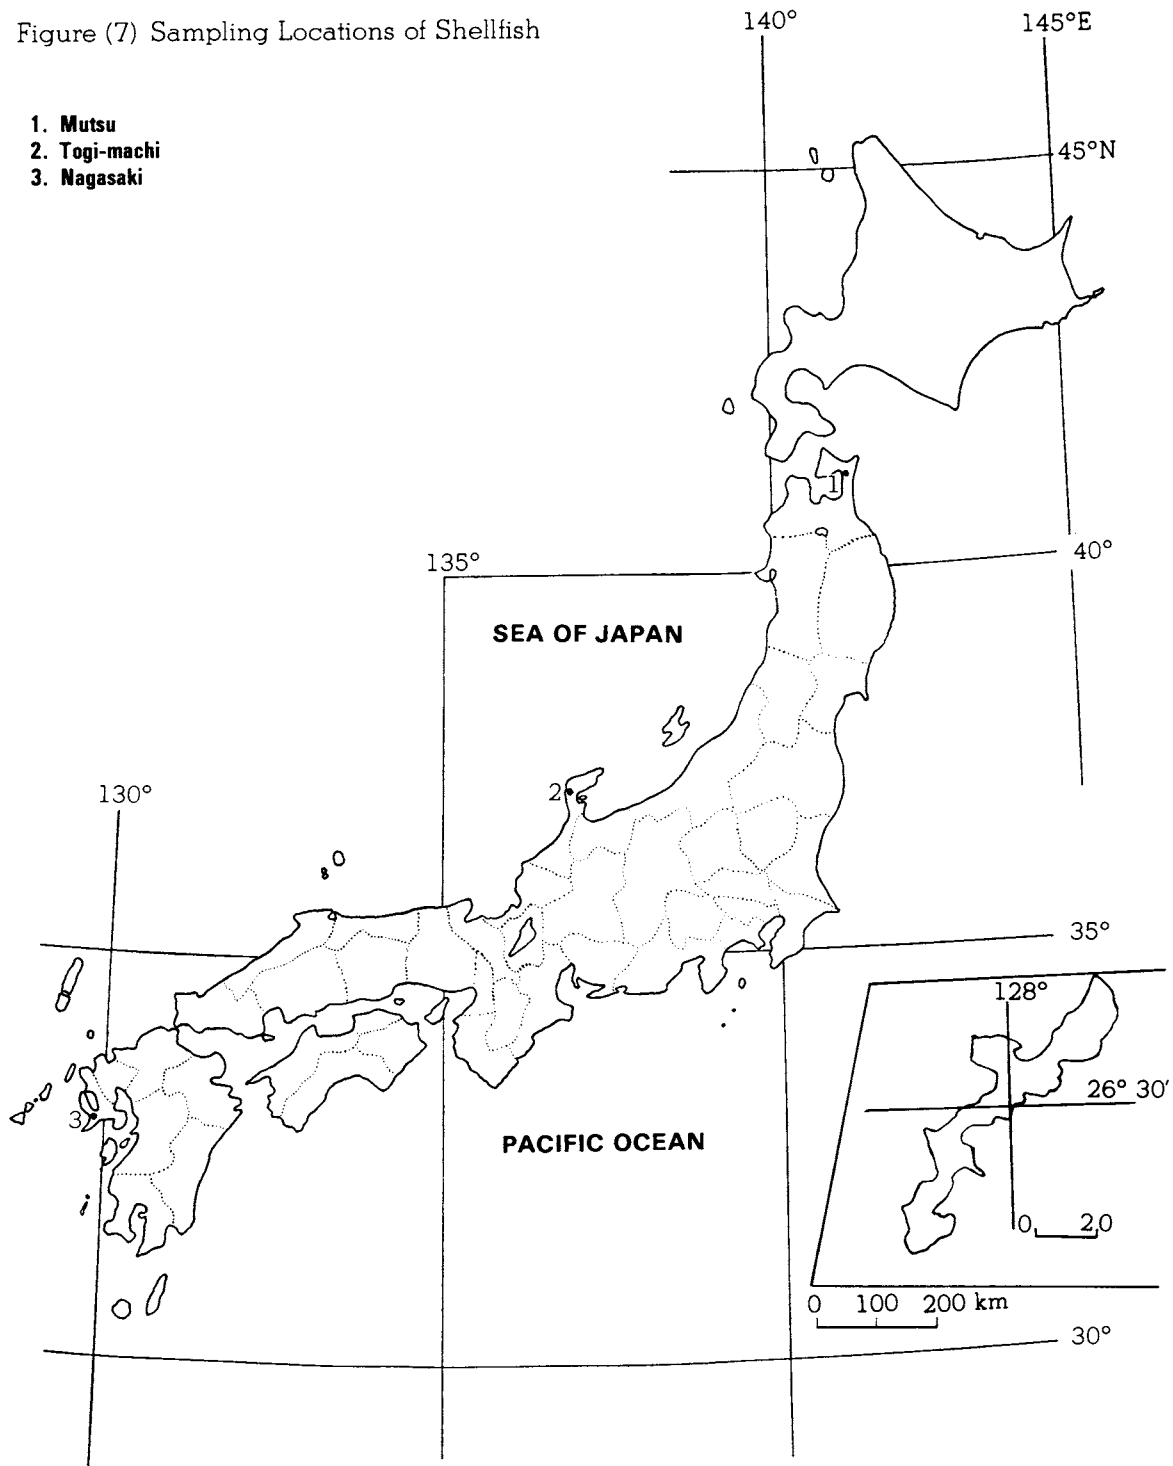 Figure (7) Sampling Locations of Shellfish
140°
145°E
1. Mutsu
2. Togi-machi
3. Nagasaki
45°N
1
135°
40°
SEA OF JAPAN
2
130°
35°
128°
26° 30′
3
PACIFIC OCEAN
0 20
0 100 200 km
30°